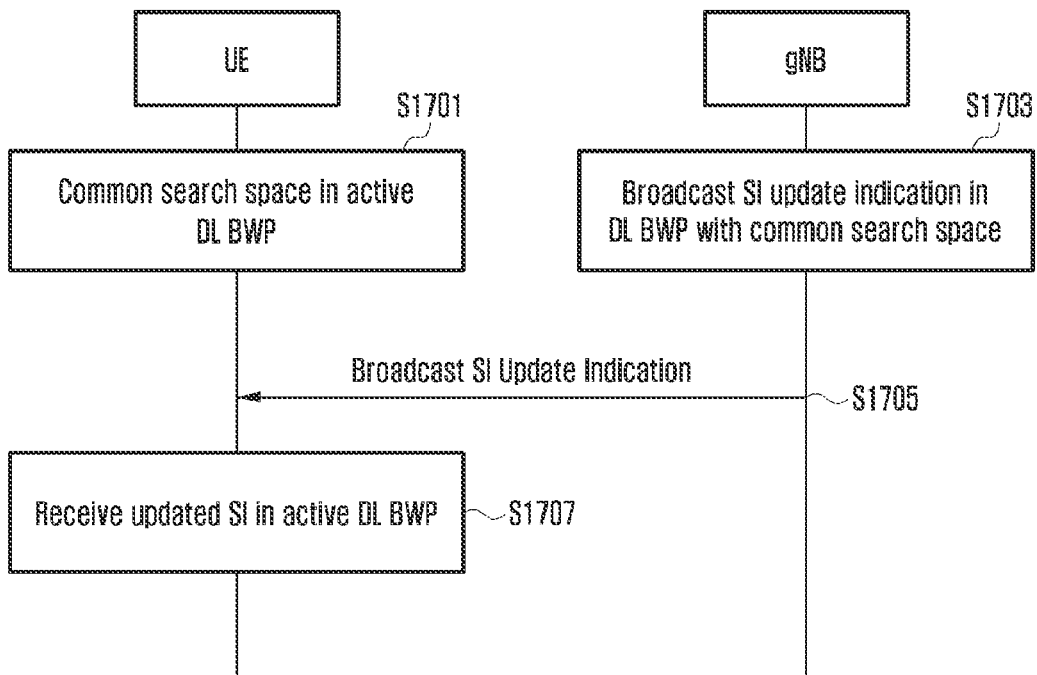 UE
gNB
S1701
S1703
Common search space in active
DL BWP
Broadcast SI update indication in
DL BWP with common search space
Broadcast SI Update Indication
S1705
Receive updated SI in active DL BWP
S1707